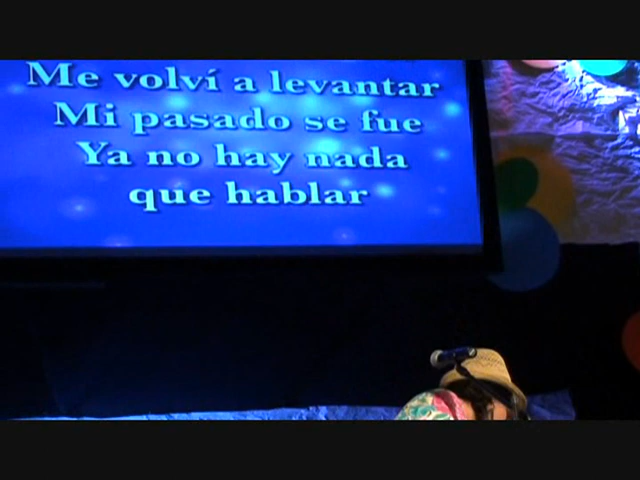 Me volví a levantar
Mi pasado se fue
Ya no hay nada
que hablar